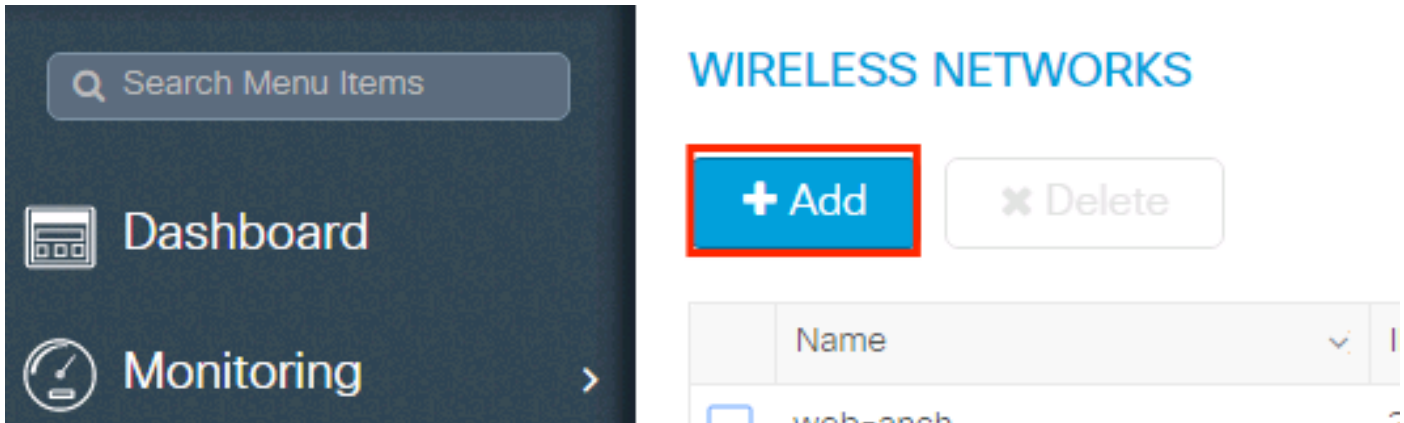 Search Menu Items
WIRELESS NETWORKS
Add
Delete
Dashboard
Name
Monitoring